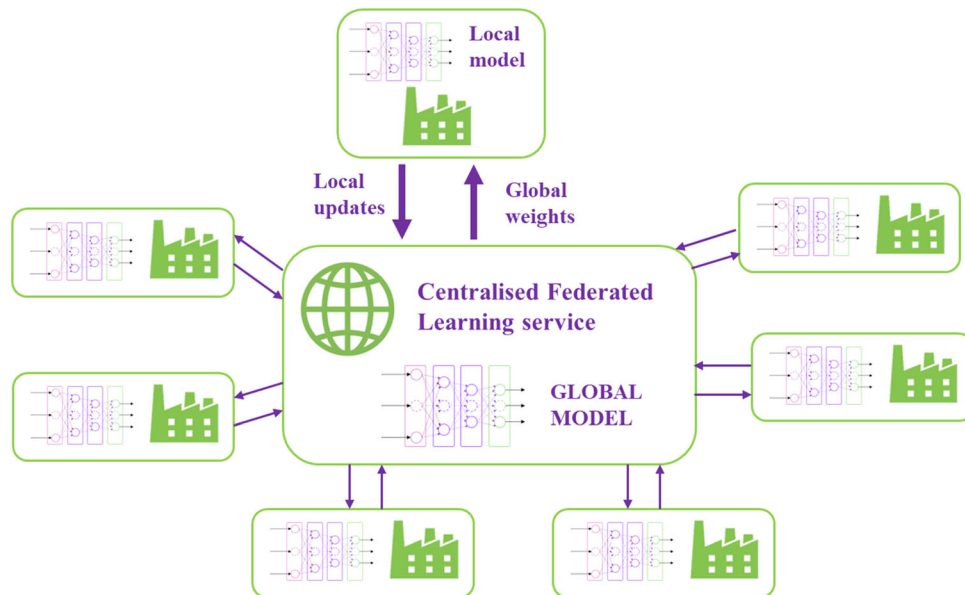 Local
model
Local
updates
Global
weights
Centralised Federated
Learning service
GLOBAL
MODEL